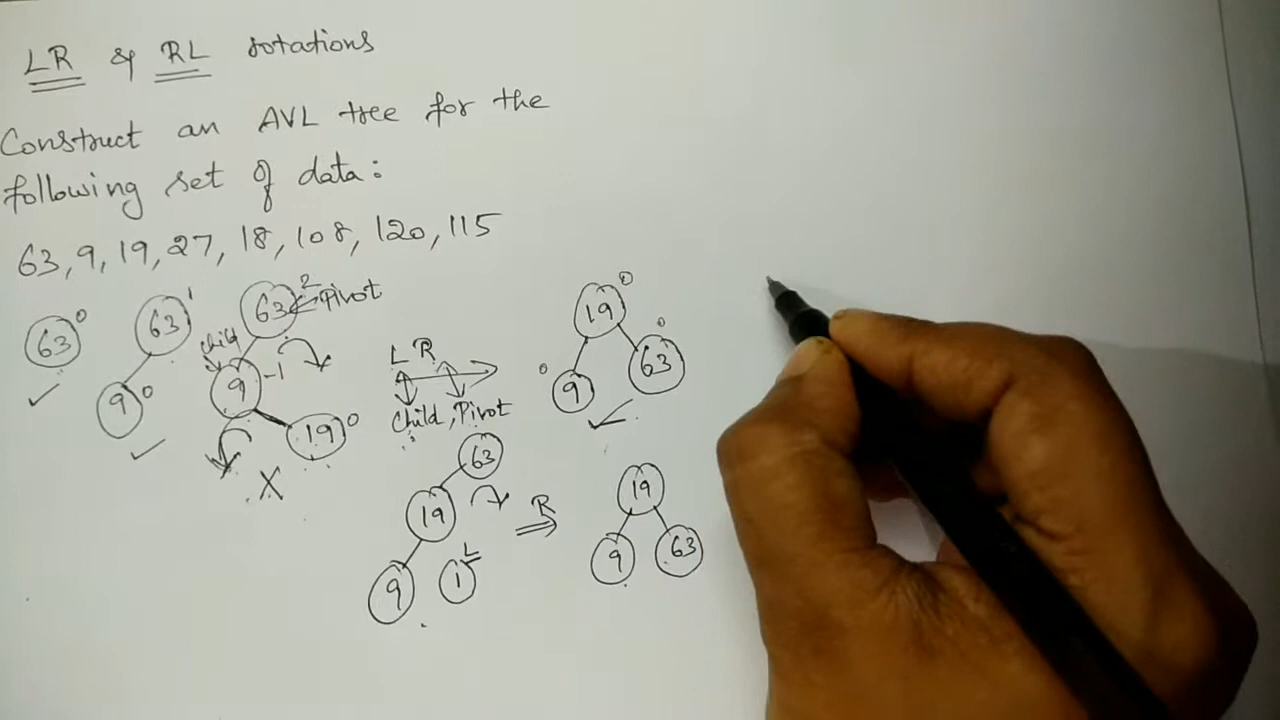 LR & RL rotations
Construct an AVL tree for the
following set of data:
63, 9, 19, 27, 18, 108, 120, 115
63 0
63 1
9 0
63 2 Pivot
child
9 -1
19 0
X
L R
Child, Pivot
19 0
9 0
63 0
63
19
9
1 L
R
19
9
63